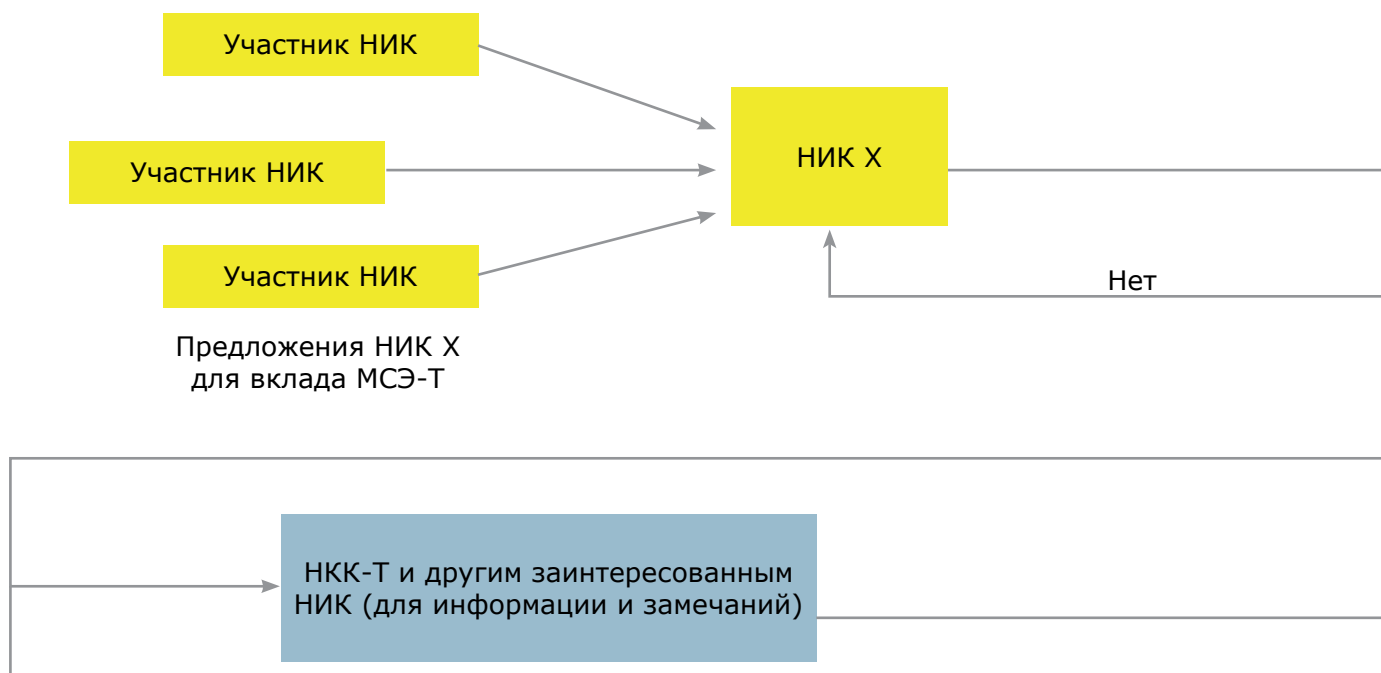 Участник НИК
Участник НИК
НИК X
Участник НИК
Нет
Предложения НИК X
для вклада МСЭ-Т
НКК-Т и другим заинтересованным
НИК (для информации и замечаний)